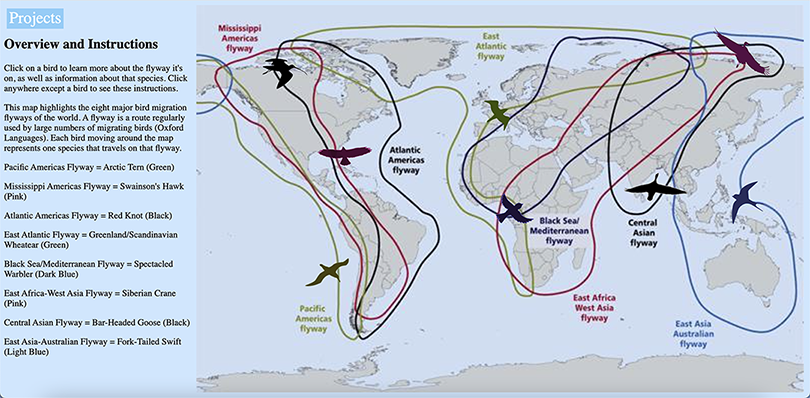 Projects
Overview and Instructions
Click on a bird to learn more about the flyway it's
on, as well as information about that species. Click
anywhere except a bird to see these instructions.
This map highlights the eight major bird migration
flyways of the world. A flyway is a route regularly
used by large numbers of migrating birds (Oxford
Languages). Each bird moving around the map
represents one species that travels on that flyway.
Pacific Americas Flyway = Arctic Tern (Green)
Mississippi Americas Flyway = Swainson's Hawk
(Pink)
Atlantic Americas Flyway = Red Knot (Black)
East Atlantic Flyway = Greenland/Scandinavian
Wheatear (Green)
Black Sea/Mediterranean Flyway = Spectacled
Warbler (Dark Blue)
East Africa-West Asia Flyway = Siberian Crane
(Pink)
Central Asian Flyway = Bar-Headed Goose (Black)
East Asia-Australian Flyway = Fork-Tailed Swift
(Light Blue)
Mississippi
Americas
flyway
East
Atlantic
flyway
Atlantic
Americas
flyway
Black Sea/
Mediterranean
flyway
Central
Asian
flyway
Pacific
Americas
flyway
East Africa
West Asia
flyway
East Asia
Australian
flyway